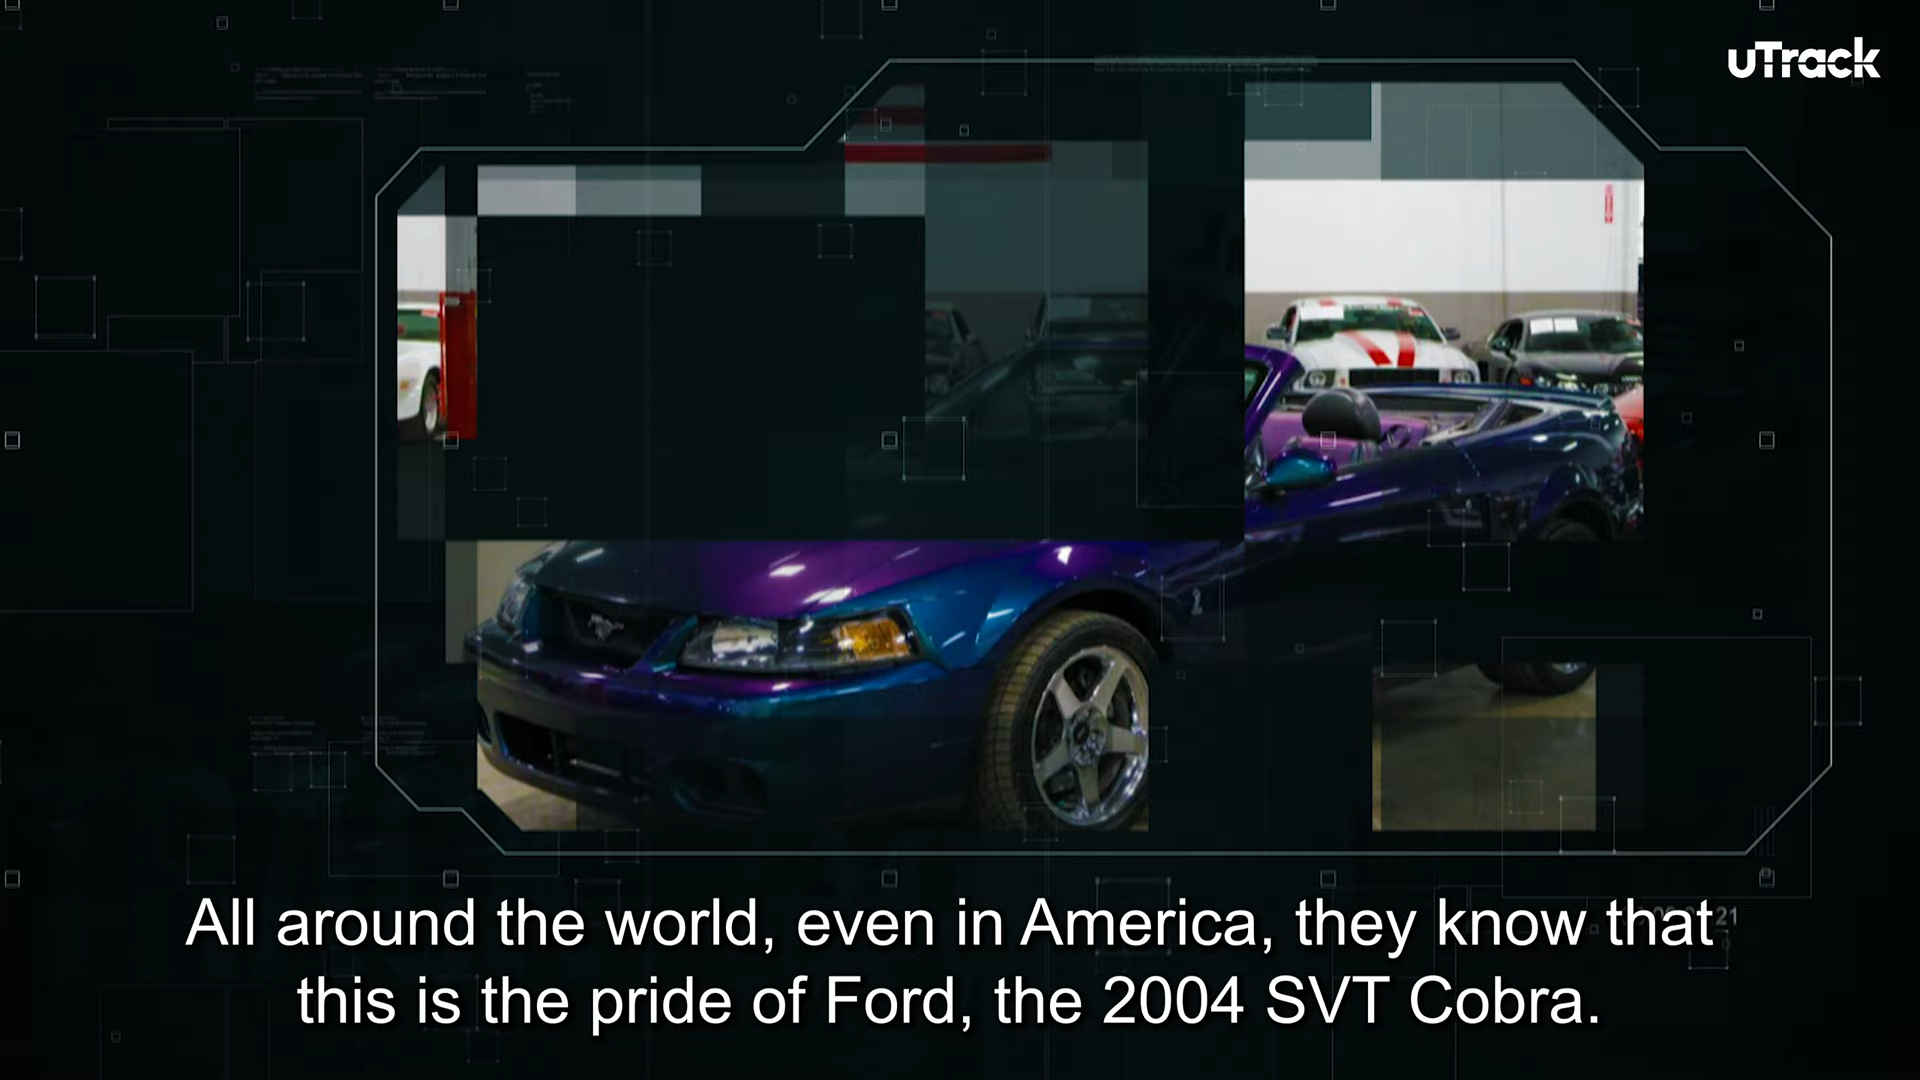 uTrack
All around the world, even in America, they know that
this is the pride of Ford, the 2004 SVT Cobra.